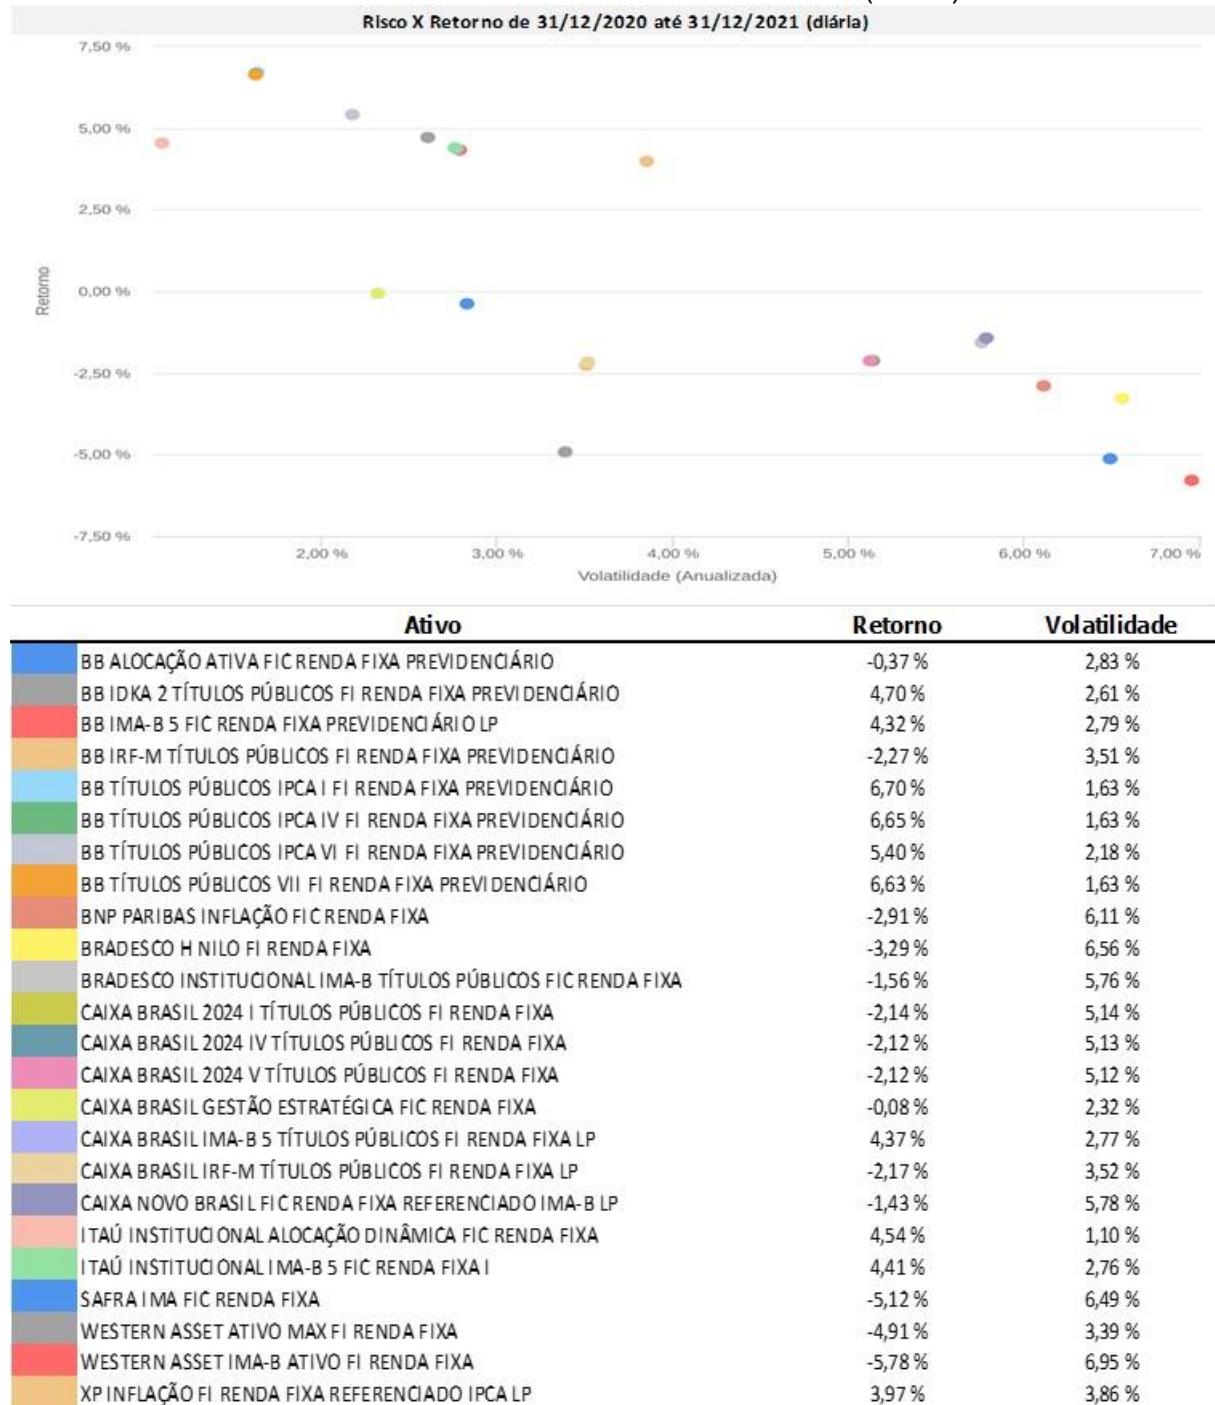 Risco X Retorno de 31/12/2020 até 31/12/2021 (diária)
7,50 %
5,00 %
2,50 %
0,00 %
-2,50 %
-5,00 %
-7,50 %
Retorno
2,00 % 3,00 % 4,00 % 5,00 % 6,00 % 7,00 %
Volatilidade (Anualizada)
Ativo Retorno Volatilidade
BB ALOCAÇÃO ATIVA FIC RENDA FIXA PREVIDENCIÁRIO -0,37 % 2,83 %
BB IDKA 2 TÍTULOS PÚBLICOS FI RENDA FIXA PREVIDENCIÁRIO 4,70 % 2,61 %
BB IMA-B 5 FIC RENDA FIXA PREVIDENCIÁRIO LP 4,32 % 2,79 %
BB IRF-M TÍTULOS PÚBLICOS FI RENDA FIXA PREVIDENCIÁRIO -2,27 % 3,51 %
BB TÍTULOS PÚBLICOS IPCA I FI RENDA FIXA PREVIDENCIÁRIO 6,70 % 1,63 %
BB TÍTULOS PÚBLICOS IPCA IV FI RENDA FIXA PREVIDENCIÁRIO 6,65 % 1,63 %
BB TÍTULOS PÚBLICOS IPCA VI FI RENDA FIXA PREVIDENCIÁRIO 5,40 % 2,18 %
BB TÍTULOS PÚBLICOS VII FI RENDA FIXA PREVIDENCIÁRIO 6,63 % 1,63 %
BNP PARIBAS INFLAÇÃO FIC RENDA FIXA -2,91 % 6,11 %
BRADESCO H NILO FI RENDA FIXA -3,29 % 6,56 %
BRADESCO INSTITUCIONAL IMA-B TÍTULOS PÚBLICOS FIC RENDA FIXA -1,56 % 5,76 %
CAIXA BRASIL 2024 I TÍTULOS PÚBLICOS FI RENDA FIXA -2,14 % 5,14 %
CAIXA BRASIL 2024 IV TÍTULOS PÚBLICOS FI RENDA FIXA -2,12 % 5,13 %
CAIXA BRASIL 2024 V TÍTULOS PÚBLICOS FI RENDA FIXA -2,12 % 5,12 %
CAIXA BRASIL GESTÃO ESTRATÉGICA FIC RENDA FIXA -0,08 % 2,32 %
CAIXA BRASIL IMA-B 5 TÍTULOS PÚBLICOS FI RENDA FIXA LP 4,37 % 2,77 %
CAIXA BRASIL IRF-M TÍTULOS PÚBLICOS FI RENDA FIXA LP -2,17 % 3,52 %
CAIXA NOVO BRASIL FIC RENDA FIXA REFERENCIADO IMA-B LP -1,43 % 5,78 %
ITAÚ INSTITUCIONAL ALOCAÇÃO DINÂMICA FIC RENDA FIXA 4,54 % 1,10 %
ITAÚ INSTITUCIONAL IMA-B 5 FIC RENDA FIXA I 4,41 % 2,76 %
SAFRA IMA FIC RENDA FIXA -5,12 % 6,49 %
WESTERN ASSET ATIVO MAX FI RENDA FIXA -4,91 % 3,39 %
WESTERN ASSET IMA-B ATIVO FI RENDA FIXA -5,78 % 6,95 %
XP INFLAÇÃO FI RENDA FIXA REFERENCIADO IPCA LP 3,97 % 3,86 %